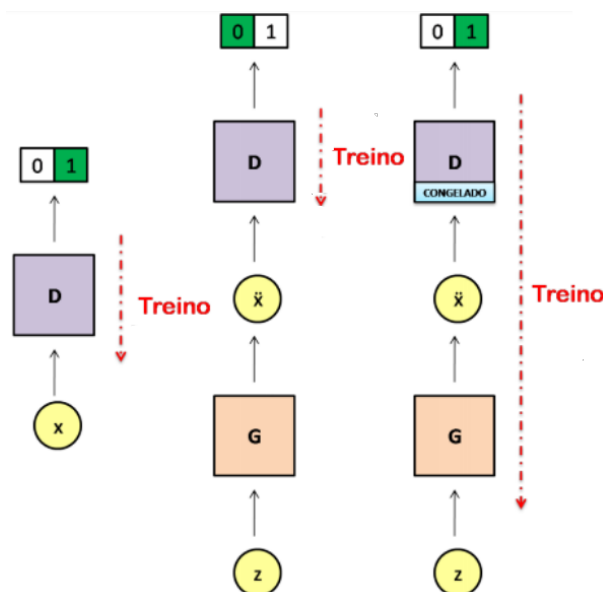 0 1
D
Treino
x
0 1
D
Treino
ẍ
G
z
0 1
D
CONGELADO
ẍ
Treino
G
z